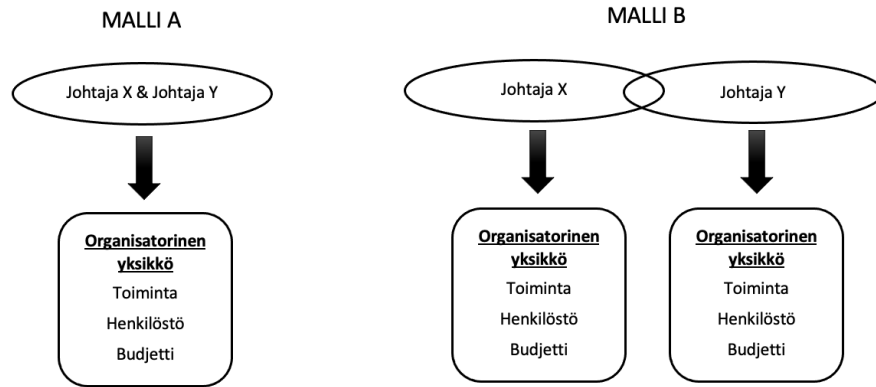 MALLI A
Johtaja X & Johtaja Y
Organisatorinen
yksikkö
Toiminta
Henkilöstö
Budjetti
MALLI B
Johtaja X
Johtaja Y
Organisatorinen
yksikkö
Toiminta
Henkilöstö
Budjetti
Organisatorinen
yksikkö
Toiminta
Henkilöstö
Budjetti